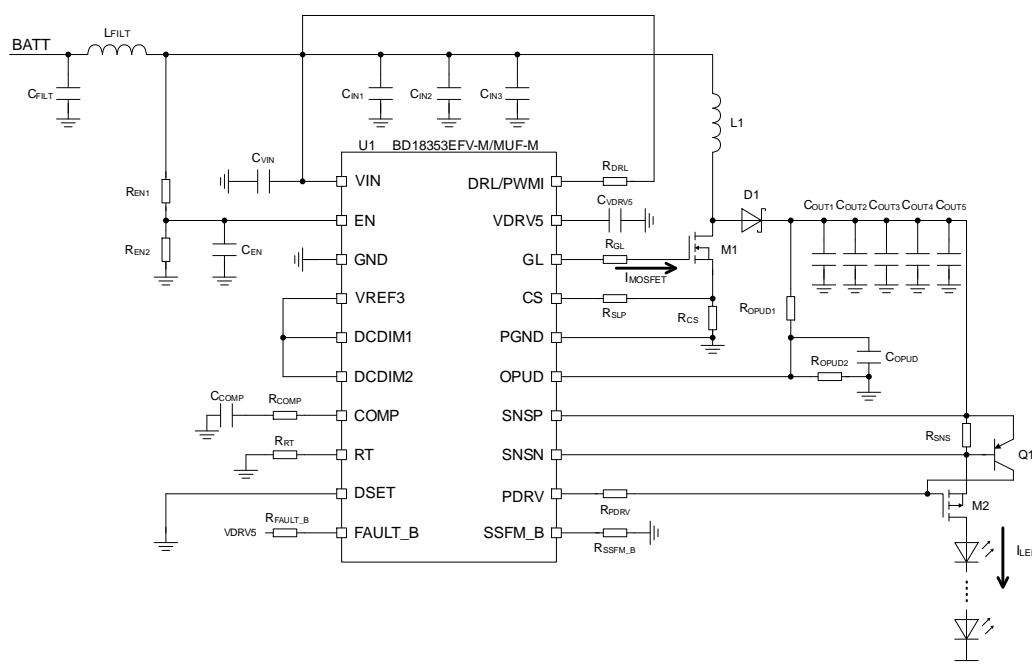 BATT
LFILT
CFILT
CIN1
CIN2
CIN3
L1
U1 BD18353EFV-M/MUF-M
CVIN
REN1
REN2
CEN
VIN
EN
GND
VREF3
DCDIM1
DCDIM2
COMP
RT
DSET
FAULT_B
DRL/PWMI
VDRV5
GL
CS
PGND
OPUD
SNSP
SNSN
PDRV
SSFM_B
CCOMP
RCOMP
RRT
VDRV5
RFAULT_B
RDRL
CVDRV5
RGL
IMOSFET
RSLP
RCS
M1
D1
COUT1
COUT2
COUT3
COUT4
COUT5
ROPUD1
ROPUD2
COPUD
RSNS
Q1
RPDRV
M2
RSSFM_B